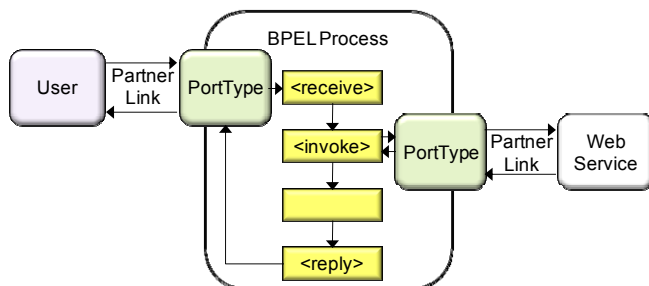 BPEL Process
User
Partner
Link
PortType
<receive>
<invoke>
PortType
Partner
Link
Web
Service
<reply>